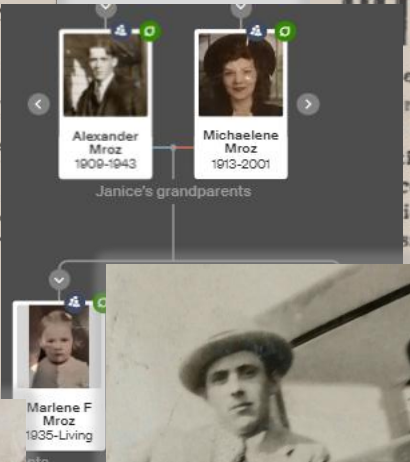 Alexander
Mroz
1909-1943
Michaelene
Mroz
1913-2001
Janice's grandparents
Marlene F
Mroz
1935-Living